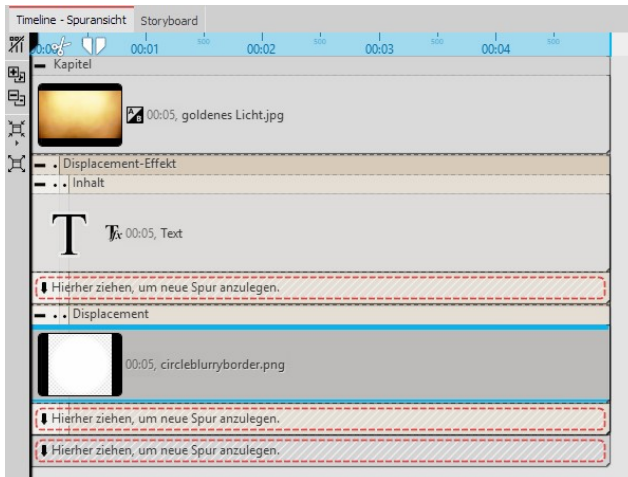 Timeline - Spuransicht Storyboard
00:01 500 00:02 500 00:03 500 00:04 500
Kapitel
A B 00:05, goldenes Licht.jpg
Displacement-Effekt
Inhalt
T Tfx 00:05, Text
Hierher ziehen, um neue Spur anzulegen.
Displacement
00:05, circleblurryborder.png
Hierher ziehen, um neue Spur anzulegen.
Hierher ziehen, um neue Spur anzulegen.